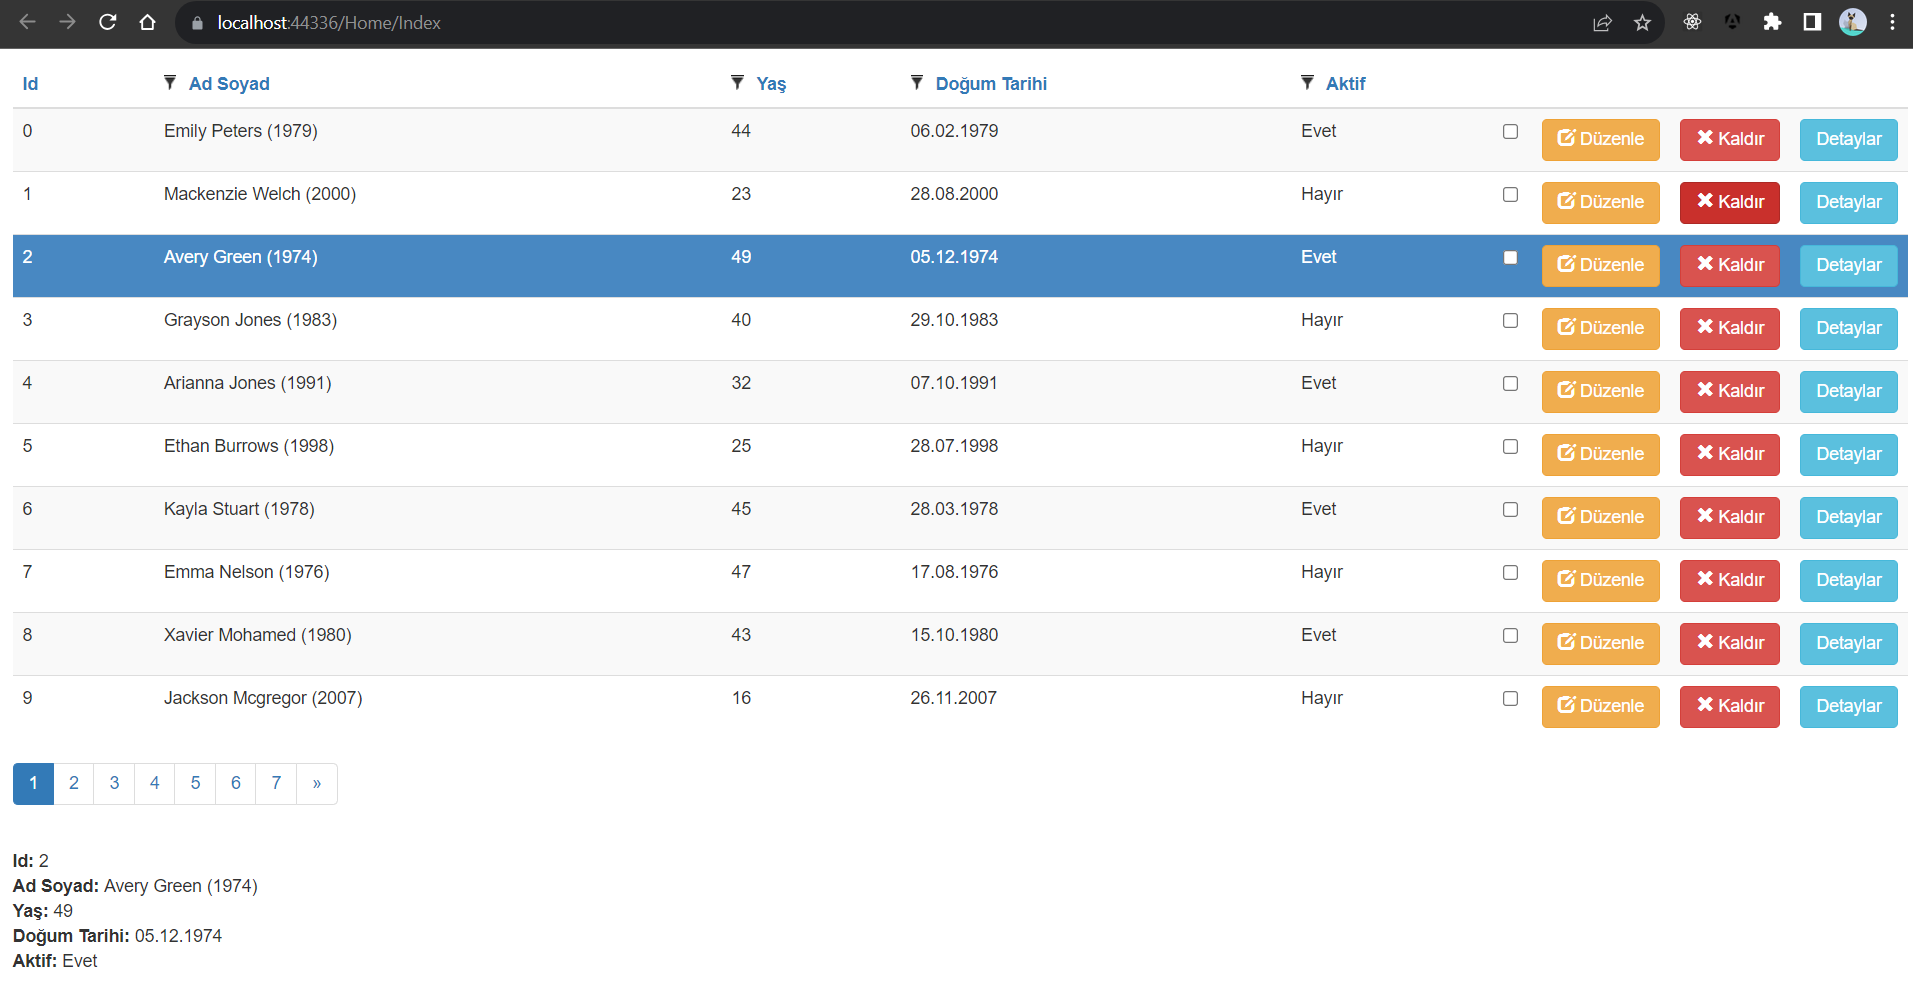 localhost:44336/Home/Index
Id Ad Soyad Yaş Doğum Tarihi Aktif
0 Emily Peters (1979) 44 06.02.1979 Evet Düzenle Kaldır Detaylar
1 Mackenzie Welch (2000) 23 28.08.2000 Hayır Düzenle Kaldır Detaylar
2 Avery Green (1974) 49 05.12.1974 Evet Düzenle Kaldır Detaylar
3 Grayson Jones (1983) 40 29.10.1983 Hayır Düzenle Kaldır Detaylar
4 Arianna Jones (1991) 32 07.10.1991 Evet Düzenle Kaldır Detaylar
5 Ethan Burrows (1998) 25 28.07.1998 Hayır Düzenle Kaldır Detaylar
6 Kayla Stuart (1978) 45 28.03.1978 Evet Düzenle Kaldır Detaylar
7 Emma Nelson (1976) 47 17.08.1976 Hayır Düzenle Kaldır Detaylar
8 Xavier Mohamed (1980) 43 15.10.1980 Evet Düzenle Kaldır Detaylar
9 Jackson Mcgregor (2007) 16 26.11.2007 Hayır Düzenle Kaldır Detaylar
1 2 3 4 5 6 7 »
Id: 2
Ad Soyad: Avery Green (1974)
Yaş: 49
Doğum Tarihi: 05.12.1974
Aktif: Evet